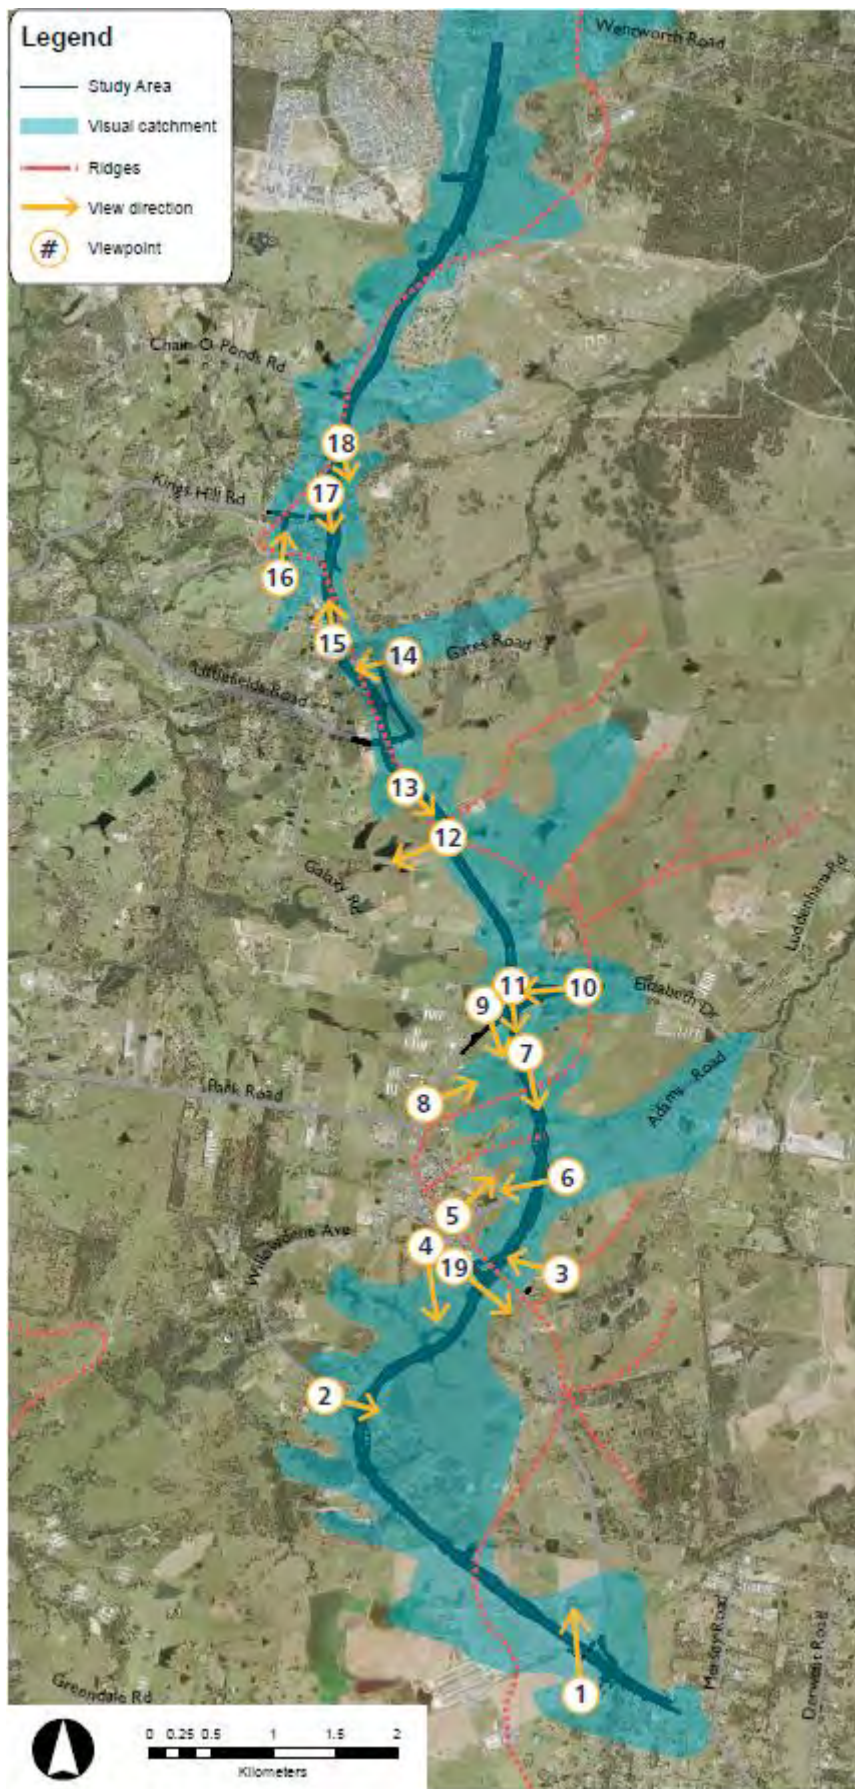 Legend
Study Area
Visual catchment
Ridges
View direction
# Viewpoint
Wentworth Road
Chain-O-Ponds Rd
18
Kings Hill Rd
17
16
15
14
Gates Road
Littlefields Road
13
12
Galaxy Rd
Luddenham Rd
11
10
9
Elizabeth Dr
7
Park Road
8
Adams Road
6
5
4
Willowdene Ave
19
3
2
Mersey Road
Derwent Road
1
Greendale Rd
0 0.25 0.5 1 2
Kilometers